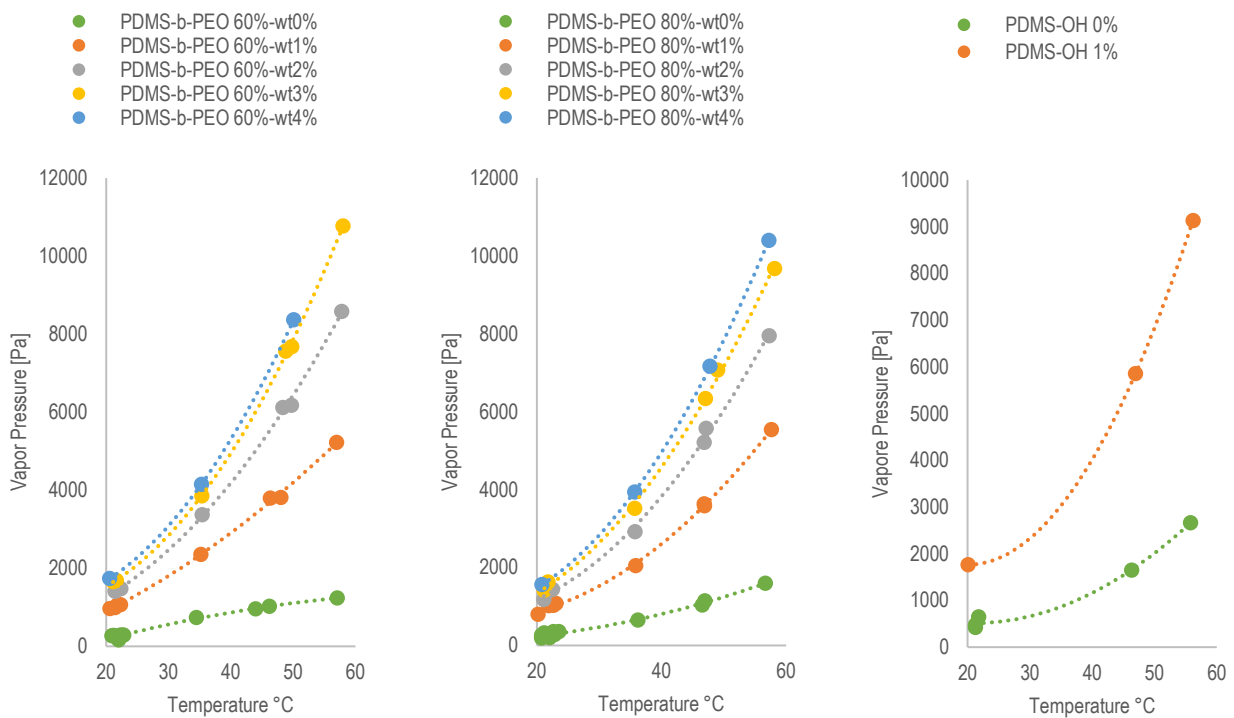 PDMS-b-PEO 60%-wt0%
PDMS-b-PEO 60%-wt1%
PDMS-b-PEO 60%-wt2%
PDMS-b-PEO 60%-wt3%
PDMS-b-PEO 60%-wt4%
12000
10000
8000
6000
4000
2000
0
20
30
40
50
60
Vapor Pressure [Pa]
Temperature °C
PDMS-b-PEO 80%-wt0%
PDMS-b-PEO 80%-wt1%
PDMS-b-PEO 80%-wt2%
PDMS-b-PEO 80%-wt3%
PDMS-b-PEO 80%-wt4%
12000
10000
8000
6000
4000
2000
0
20
40
60
Vapor Pressure [Pa]
Temperature °C
PDMS-OH 0%
PDMS-OH 1%
10000
9000
8000
7000
6000
5000
4000
3000
2000
1000
0
20
30
40
50
60
Vapore Pressure [Pa]
Temperature °C